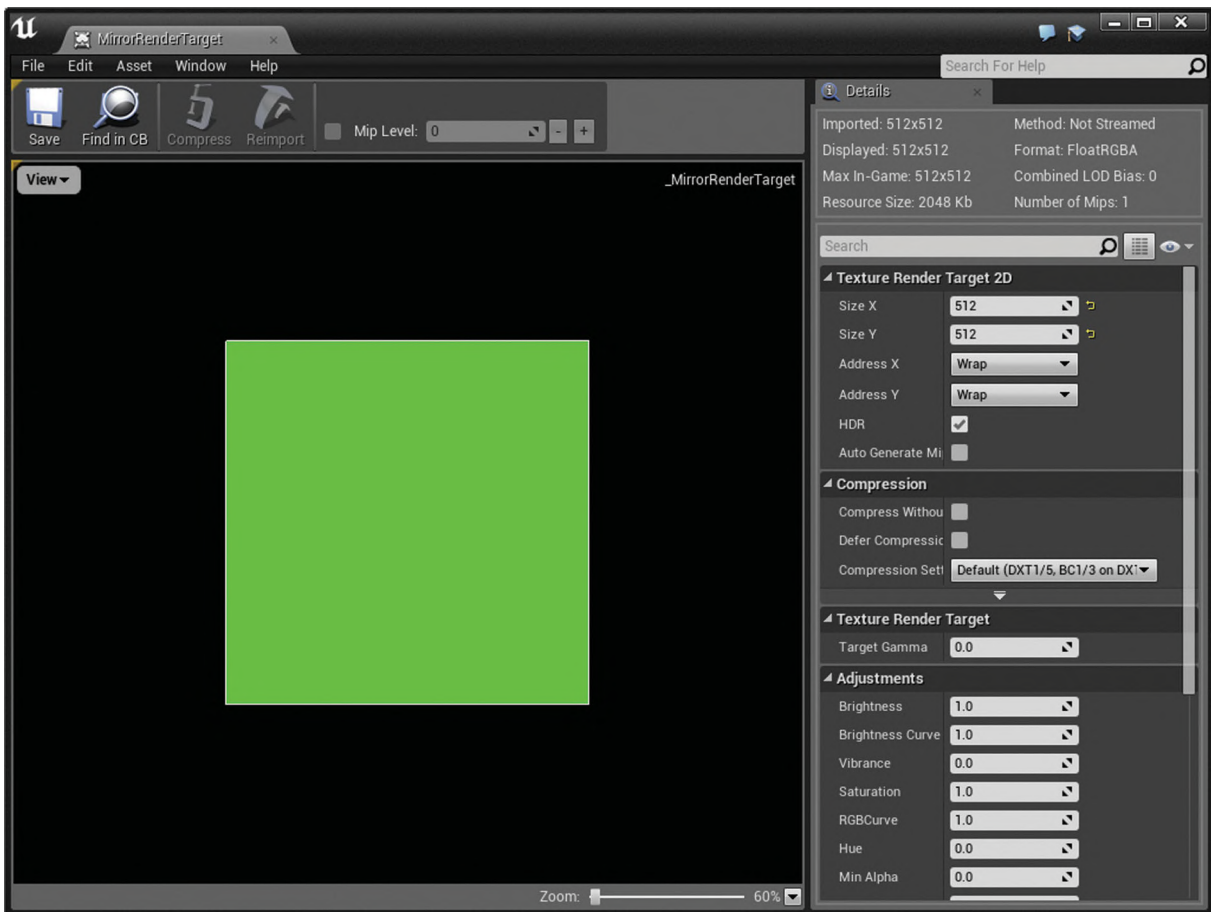 MirrorRenderTarget
File Edit Asset Window Help
Search For Help
Save Find in CB Compress Reimport Mip Level: 0 - +
View
_MirrorRenderTarget
Zoom: 60%
Details
Imported: 512x512 Method: Not Streamed
Displayed: 512x512 Format: FloatRGBA
Max In-Game: 512x512 Combined LOD Bias: 0
Resource Size: 2048 Kb Number of Mips: 1
Search
Texture Render Target 2D
Size X 512
Size Y 512
Address X Wrap
Address Y Wrap
HDR
Auto Generate Mi
Compression
Compress Withou
Defer Compressic
Compression Sett Default (DXT1/5, BC1/3 on DX1
Texture Render Target
Target Gamma 0.0
Adjustments
Brightness 1.0
Brightness Curve 1.0
Vibrance 0.0
Saturation 1.0
RGBCurve 1.0
Hue 0.0
Min Alpha 0.0